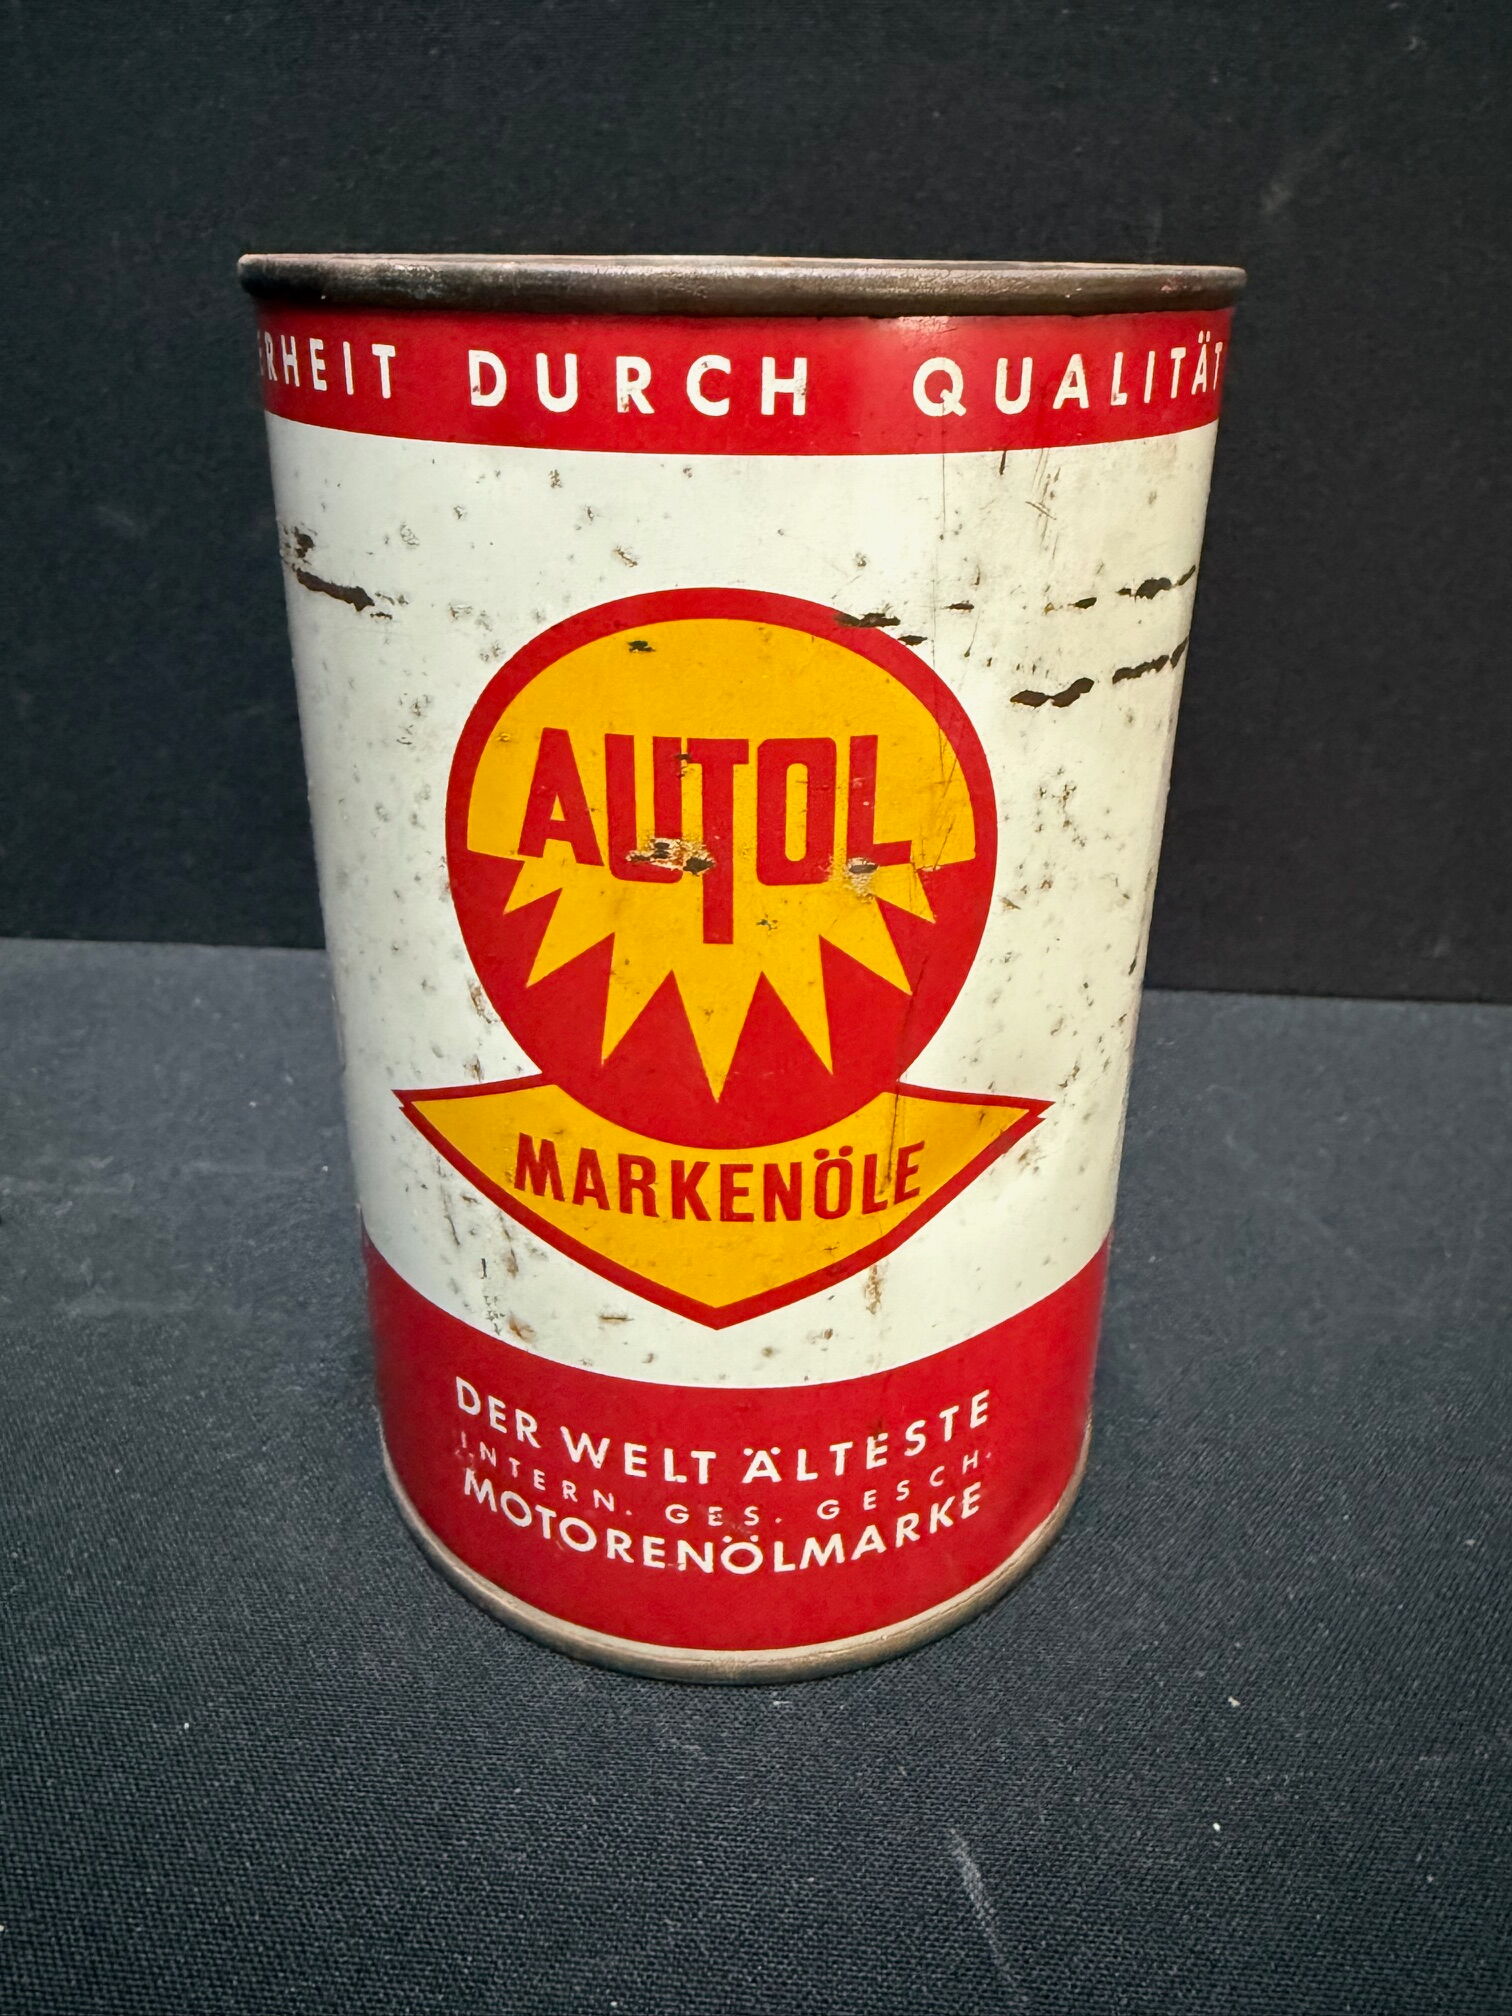 ERHEIT DURCH QUALITÄT
AUTOL
MARKENÖLE
DER WELT ÄLTESTE
INTERN. GES. GESCH.
MOTORENÖLMARKE